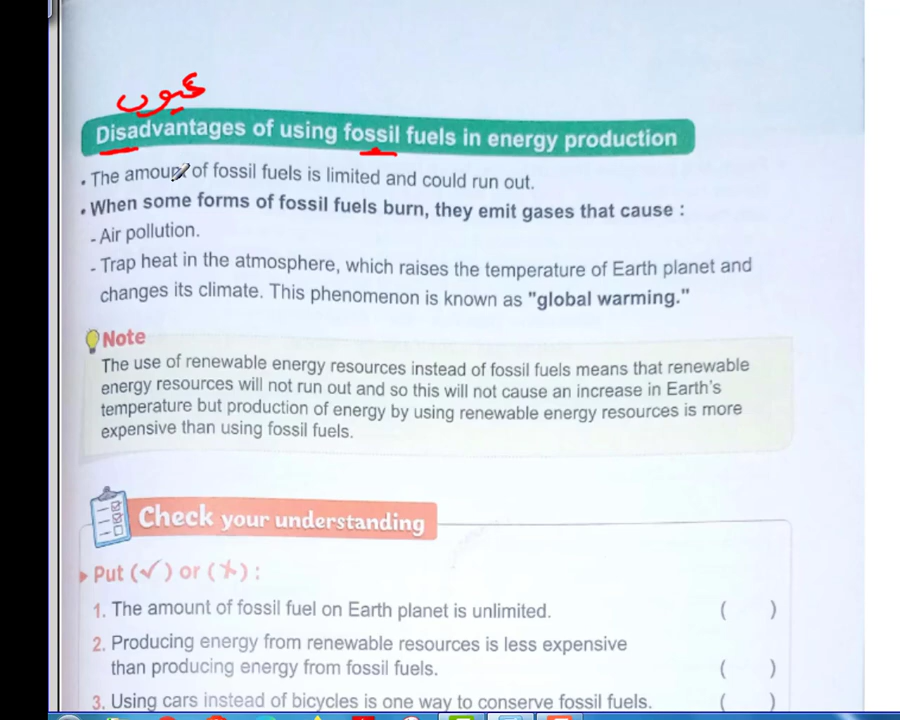 عيوب
Disadvantages of using fossil fuels in energy production
• The amount of fossil fuels is limited and could run out.
• When some forms of fossil fuels burn, they emit gases that cause :
- Air pollution.
- Trap heat in the atmosphere, which raises the temperature of Earth planet and
changes its climate. This phenomenon is known as "global warming."
Note
The use of renewable energy resources instead of fossil fuels means that renewable
energy resources will not run out and so this will not cause an increase in Earth's
temperature but production of energy by using renewable energy resources is more
expensive than using fossil fuels.
Check your understanding
Put (✓) or (✗) :
1. The amount of fossil fuel on Earth planet is unlimited. ( )
2. Producing energy from renewable resources is less expensive
than producing energy from fossil fuels. ( )
3. Using cars instead of bicycles is one way to conserve fossil fuels. ( )